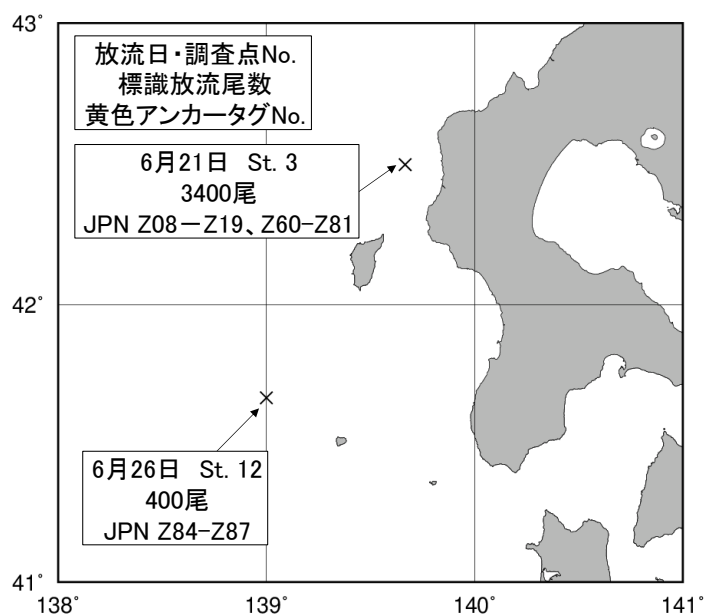 43ﾟ
放流日・調査点No.
標識放流尾数
黄色アンカータグNo.
6月21日 St. 3
3400尾
JPN Z08－Z19、Z60-Z81
42ﾟ
6月26日 St. 12
400尾
JPN Z84-Z87
41ﾟ
138ﾟ 139ﾟ 140ﾟ 141ﾟ